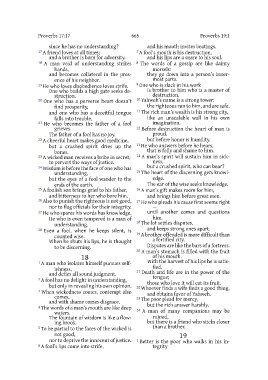 Proverbs 17:17 665 Proverbs 19:1
since he has no understanding?
17 A friend loves at all times;
and a brother is born for adversity.
18 A man void of understanding strikes
hands,
and becomes collateral in the pres-
ence of his neighbor.
19 He who loves disobedience loves strife.
One who builds a high gate seeks de-
struction.
20 One who has a perverse heart doesn't
find prosperity,
and one who has a deceitful tongue
falls into trouble.
21 He who becomes the father of a fool
grieves.
The father of a fool has no joy.
22 A cheerful heart makes good medicine,
but a crushed spirit dries up the
bones.
23 A wicked man receives a bribe in secret,
to pervert the ways of justice.
24 Wisdom is before the face of one who has
understanding,
but the eyes of a fool wander to the
ends of the earth.
25 A foolish son brings grief to his father,
and bitterness to her who bore him.
26 Also to punish the righteous is not good,
nor to flog officials for their integrity.
27 He who spares his words has knowledge.
He who is even tempered is a man of
understanding.
28 Even a fool, when he keeps silent, is
counted wise.
When he shuts his lips, he is thought
to be discerning.
18
1 A man who isolates himself pursues self-
ishness,
and defies all sound judgment.
2 A fool has no delight in understanding,
but only in revealing his own opinion.
3 When wickedness comes, contempt also
comes,
and with shame comes disgrace.
4 The words of a man's mouth are like deep
waters.
The fountain of wisdom is like a flow-
ing brook.
5 To be partial to the faces of the wicked is
not good,
nor to deprive the innocent of justice.
6 A fool's lips come into strife,
and his mouth invites beatings.
7 A fool's mouth is his destruction,
and his lips are a snare to his soul.
8 The words of a gossip are like dainty
morsels:
they go down into a person's inner-
most parts.
9 One who is slack in his work
is brother to him who is a master of
destruction.
10 Yahweh's name is a strong tower:
the righteous run to him, and are safe.
11 The rich man's wealth is his strong city,
like an unscalable wall in his own
imagination.
12 Before destruction the heart of man is
proud,
but before honor is humility.
13 He who answers before he hears,
that is folly and shame to him.
14 A man's spirit will sustain him in sick-
ness,
but a crushed spirit, who can bear?
15 The heart of the discerning gets knowl-
edge.
The ear of the wise seeks knowledge.
16 A man's gift makes room for him,
and brings him before great men.
17 He who pleads his cause first seems right
—
until another comes and questions
him.
18 The lot settles disputes,
and keeps strong ones apart.
19 A brother offended is more difficult than
a fortified city.
Disputes are like the bars of a fortress.
20 A man's stomach is filled with the fruit
of his mouth.
With the harvest of his lips he is satis-
fied.
21 Death and life are in the power of the
tongue;
those who love it will eat its fruit.
22 Whoever finds a wife finds a good thing,
and obtains favor of Yahweh.
23 The poor plead for mercy,
but the rich answer harshly.
24 A man of many companions may be
ruined,
but there is a friend who sticks closer
than a brother.
19
1 Better is the poor who walks in his in-
tegrity